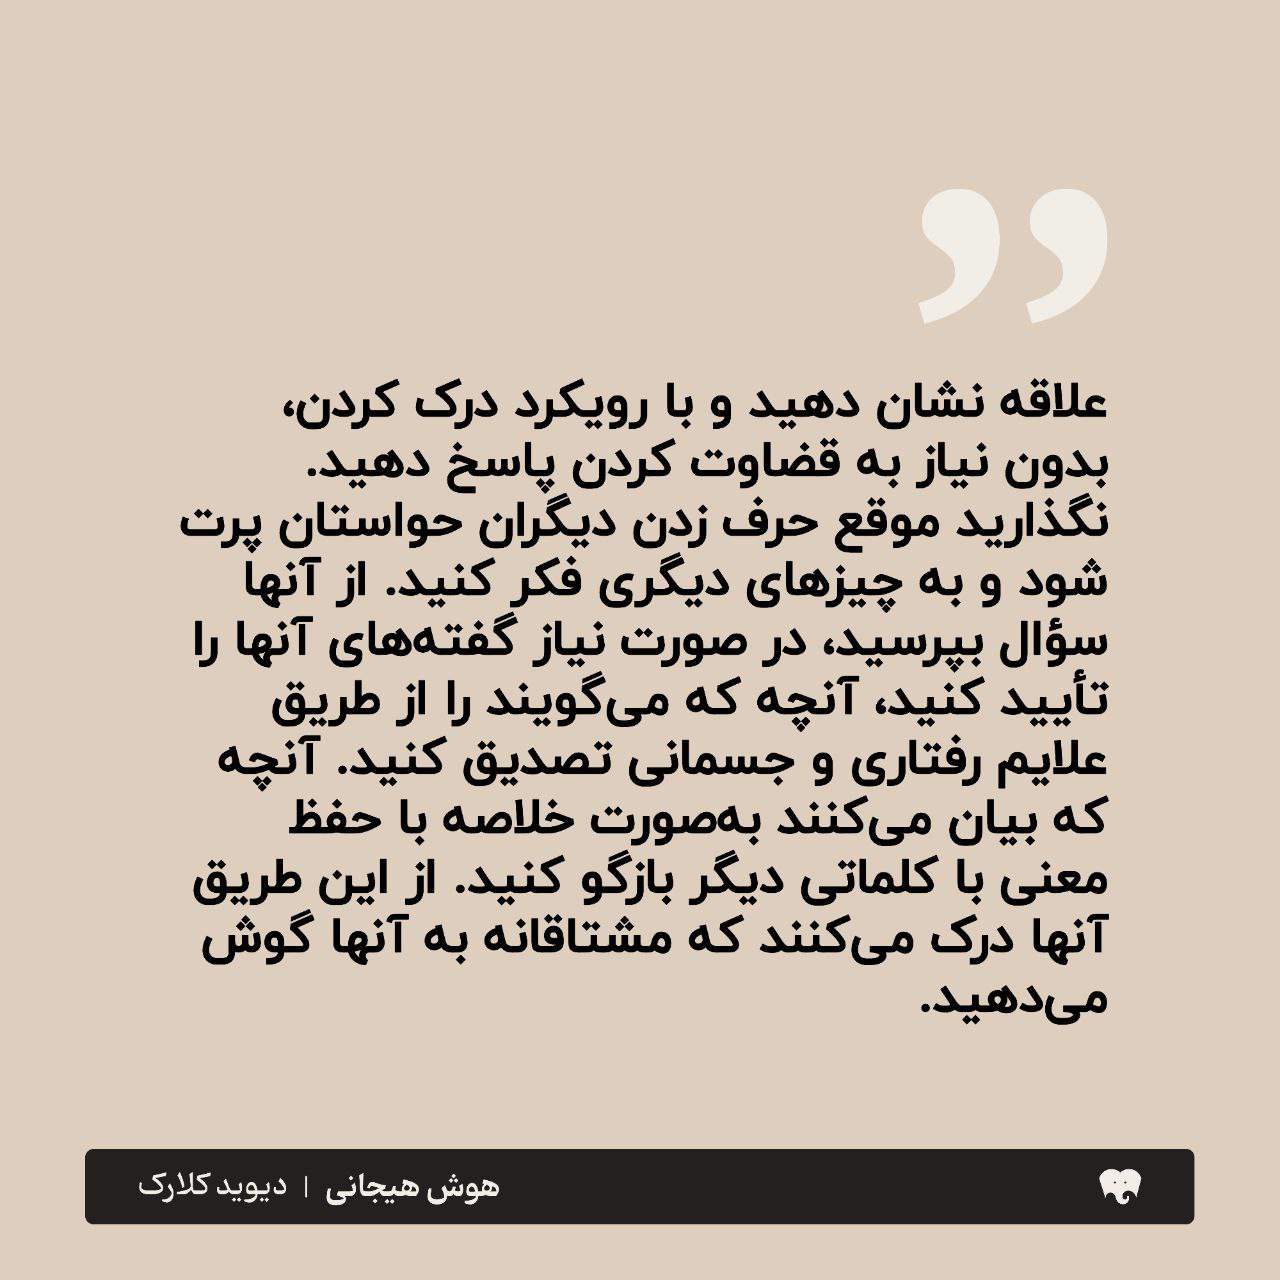 علاقه نشان دهید و با رویکرد درک کردن،
بدون نیاز به قضاوت کردن پاسخ دهید.
نگذارید موقع حرف زدن دیگران حواستان پرت
شود و به چیزهای دیگری فکر کنید. از آنها
سؤال بپرسید، در صورت نیاز گفته‌های آنها را
تأیید کنید، آنچه که می‌گویند را از طریق
علایم رفتاری و جسمانی تصدیق کنید. آنچه
که بیان می‌کنند به‌صورت خلاصه با حفظ
معنی با کلماتی دیگر بازگو کنید. از این طریق
آنها درک می‌کنند که مشتاقانه به آنها گوش
می‌دهید.
هوش هیجانی | دیوید کلارک